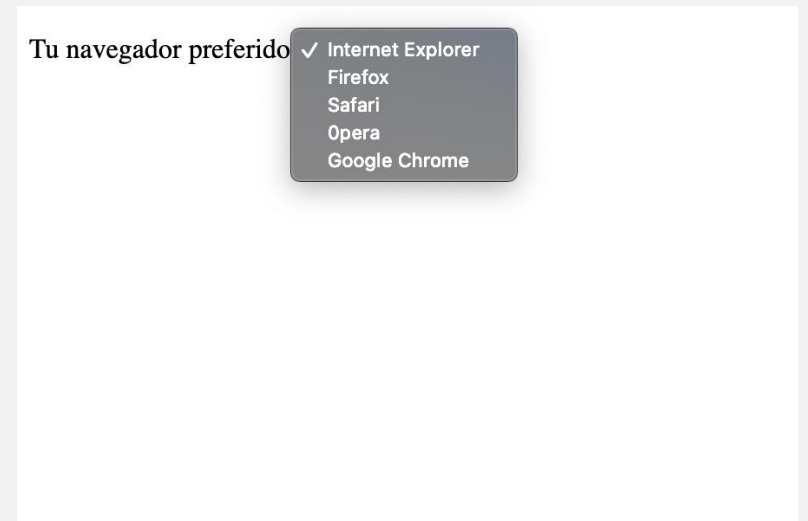 Tu navegador preferido ✓ Internet Explorer
Firefox
Safari
0pera
Google Chrome